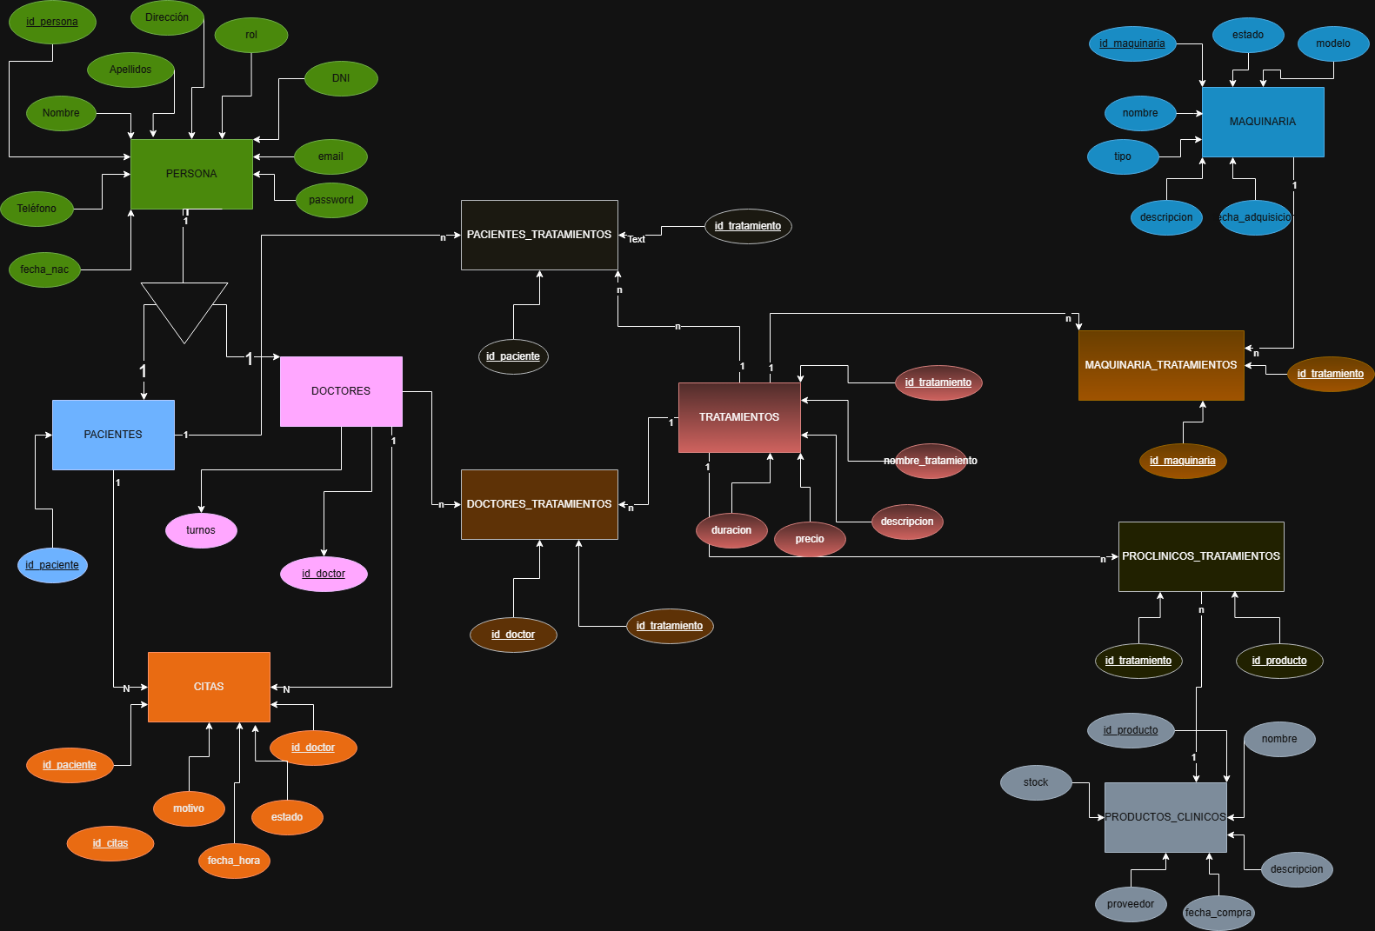 id_persona
Dirección
rol
Apellidos
DNI
Nombre
PERSONA
email
password
Teléfono
fecha_nac
1
1
1
PACIENTES
1
1
id_paciente
DOCTORES
1
turnos
id_doctor
n
PACIENTES_TRATAMIENTOS
Text
id_tratamiento
n
n
id_paciente
1
1
n
TRATAMIENTOS
1
1
id_tratamiento
nombre_tratamiento
descripcion
duracion
precio
n
DOCTORES_TRATAMIENTOS
n
id_doctor
id_tratamiento
id_maquinaria
estado
modelo
nombre
MAQUINARIA
tipo
descripcion
echa_adquisicio
1
n
MAQUINARIA_TRATAMIENTOS
id_tratamiento
id_maquinaria
n
PROCLINICOS_TRATAMIENTOS
n
id_tratamiento
id_producto
1
id_producto
nombre
stock
PRODUCTOS_CLINICOS
descripcion
proveedor
fecha_compra
N
CITAS
N
id_paciente
id_doctor
motivo
estado
id_citas
fecha_hora